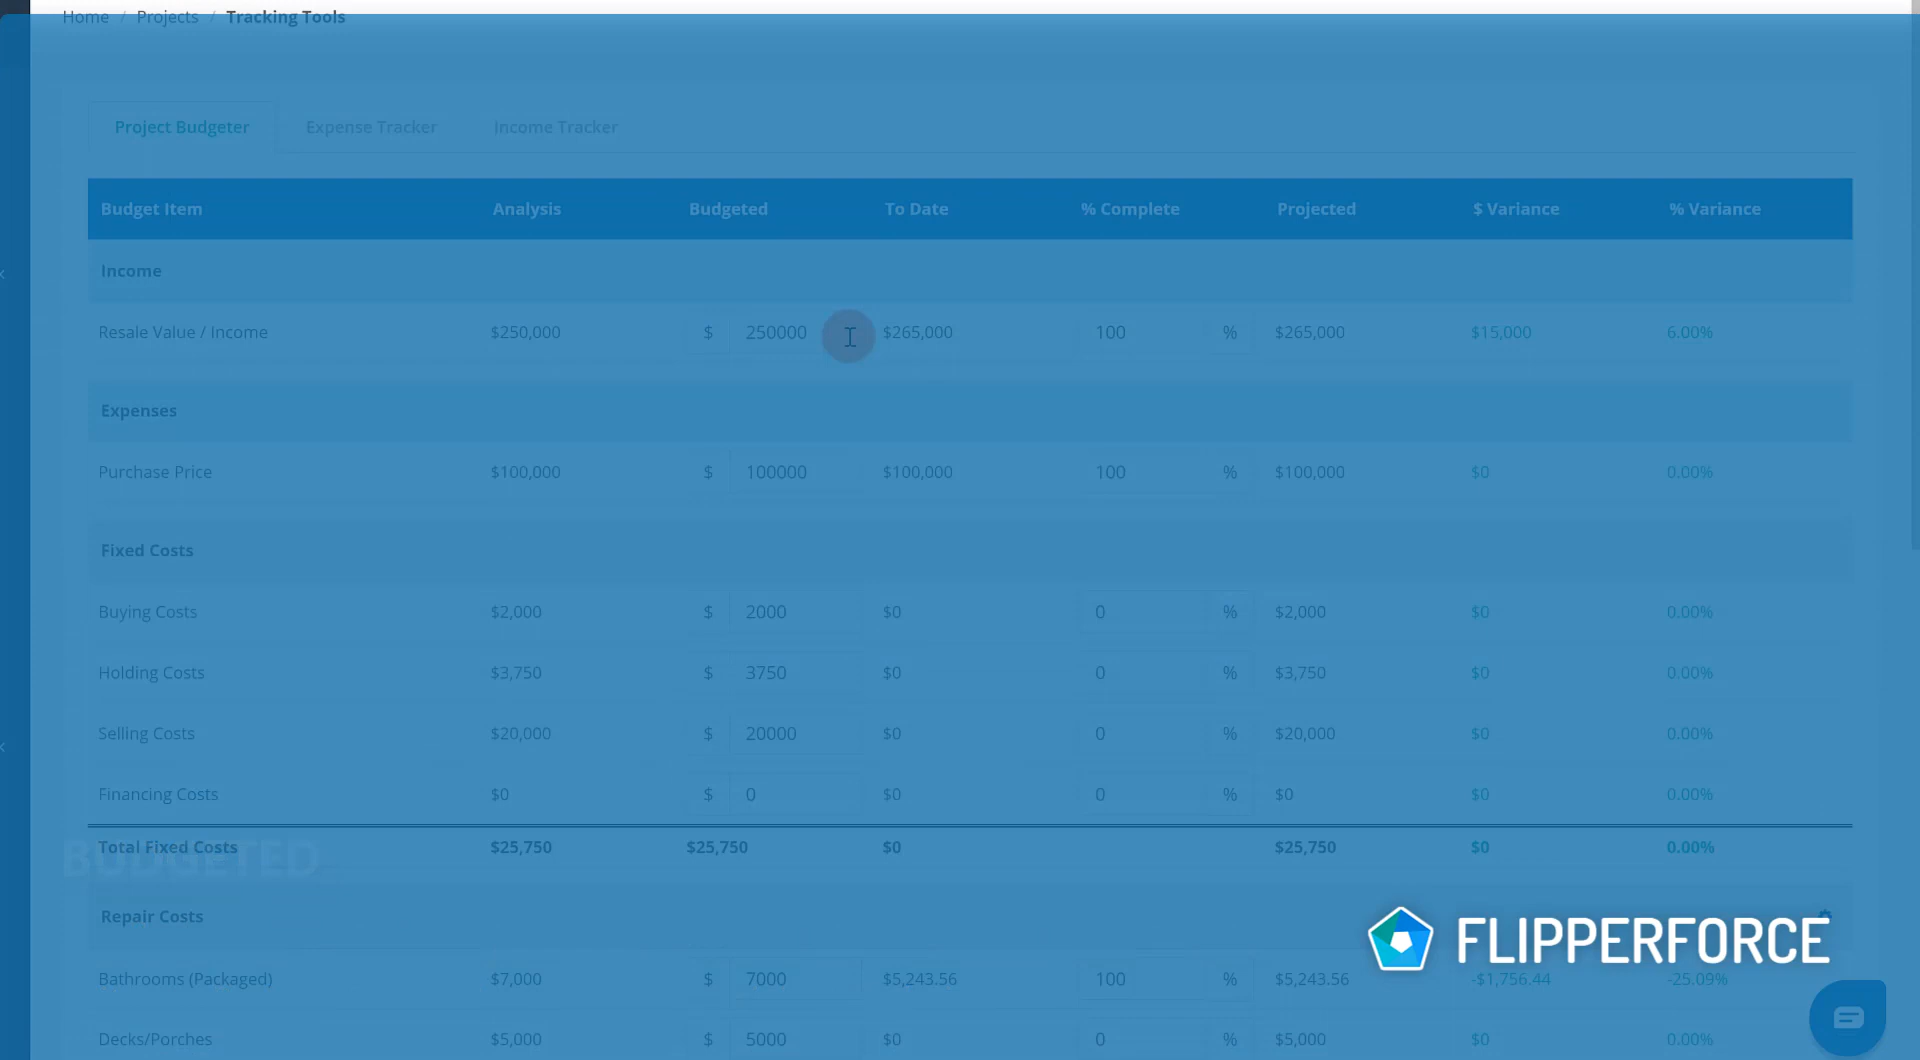 Home / Projects / Tracking Tools
Project Budgeter Expense Tracker Income Tracker
Budget Item Analysis Budgeted To Date % Complete Projected $ Variance % Variance
Income
Resale Value / Income $250,000 $ 250000 $265,000 100 % $265,000 $15,000 6.00%
Expenses
Purchase Price $100,000 $ 100000 $100,000 100 % $100,000 $0 0.00%
Fixed Costs
Buying Costs $2,000 $ 2000 $0 0 % $2,000 $0 0.00%
Holding Costs $3,750 $ 3750 $0 0 % $3,750 $0 0.00%
Selling Costs $20,000 $ 20000 $0 0 % $20,000 $0 0.00%
Financing Costs $0 $ 0 $0 0 % $0 $0 0.00%
Total Fixed Costs $25,750 $25,750 $0 $25,750 $0 0.00%
BUDGETED
Repair Costs
FLIPPERFORCE
Bathrooms (Packaged) $7,000 $ 7000 $5,243.56 100 % $5,243.56 -$1,756.44 -25.09%
Decks/Porches $5,000 $ 5000 $0 0 % $5,000 $0 0.00%